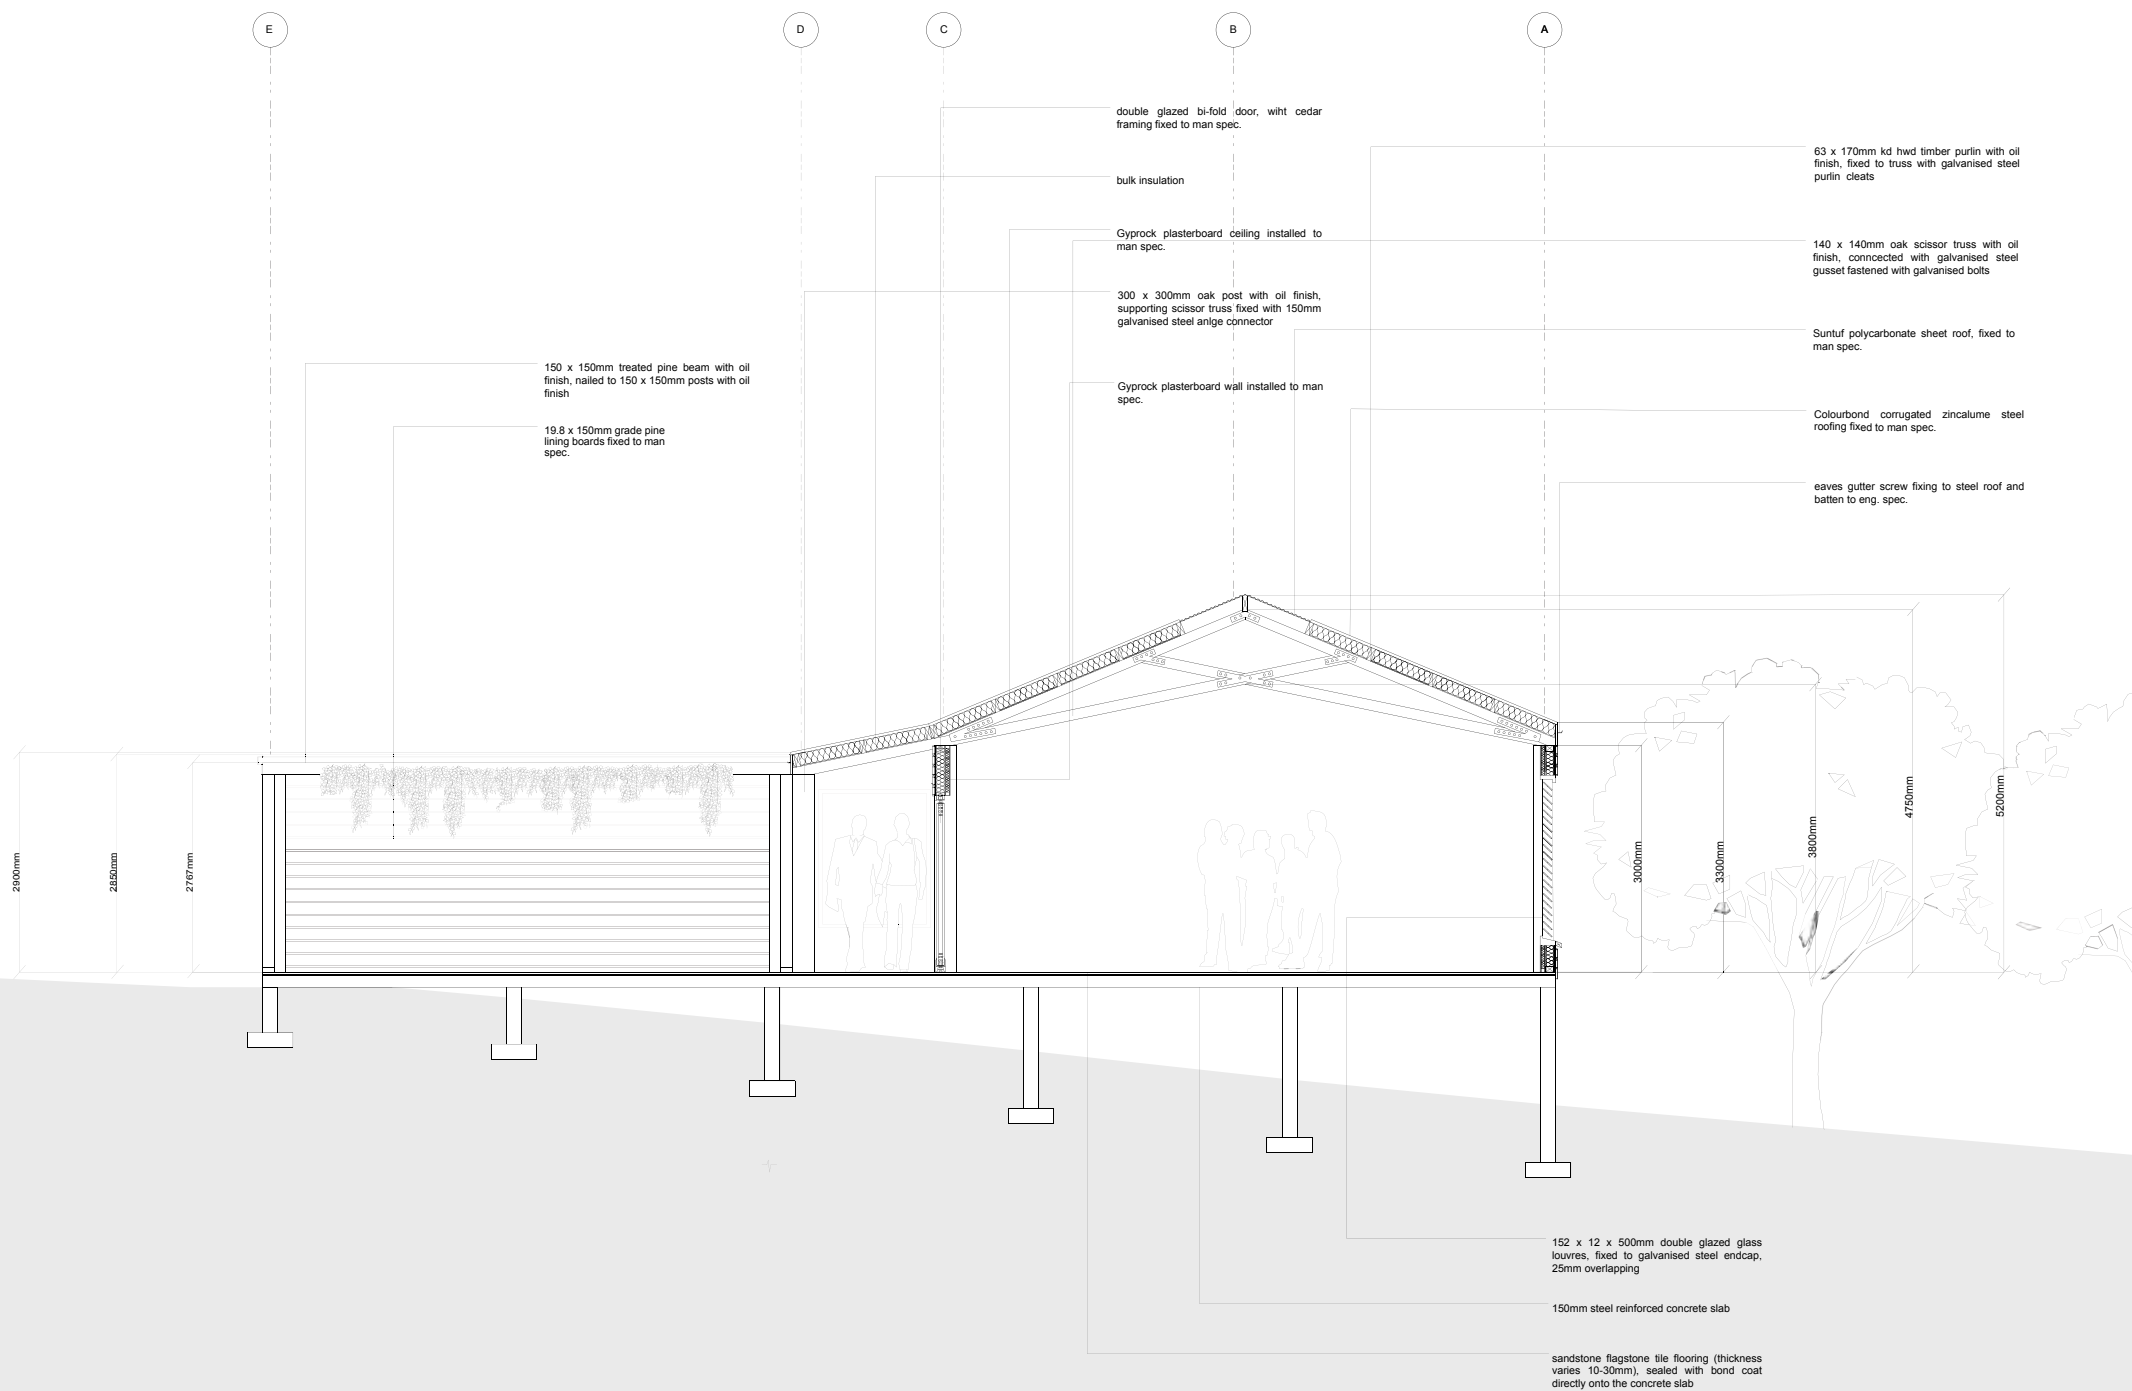 E
D
C
B
A
double glazed bi-fold door, wiht cedar
framing fixed to man spec.
63 x 170mm kd hwd timber purlin with oil
finish, fixed to truss with galvanised steel
purlin cleats
bulk insulation
Gyprock plasterboard ceiling installed to
man spec.
140 x 140mm oak scissor truss with oil
finish, conncected with galvanised steel
gusset fastened with galvanised bolts
300 x 300mm oak post with oil finish,
supporting scissor truss fixed with 150mm
galvanised steel anlge connector
Suntuf polycarbonate sheet roof, fixed to
man spec.
150 x 150mm treated pine beam with oil
finish, nailed to 150 x 150mm posts with oil
finish
Gyprock plasterboard wall installed to man
spec.
Colourbond corrugated zincalume steel
roofing fixed to man spec.
19.8 x 150mm grade pine
lining boards fixed to man
spec.
eaves gutter screw fixing to steel roof and
batten to eng. spec.
2900mm
2850mm
2767mm
3000mm
3300mm
3800mm
4750mm
5200mm
152 x 12 x 500mm double glazed glass
louvres, fixed to galvanised steel endcap,
25mm overlapping
150mm steel reinforced concrete slab
sandstone flagstone tile flooring (thickness
varies 10-30mm), sealed with bond coat
directly onto the concrete slab